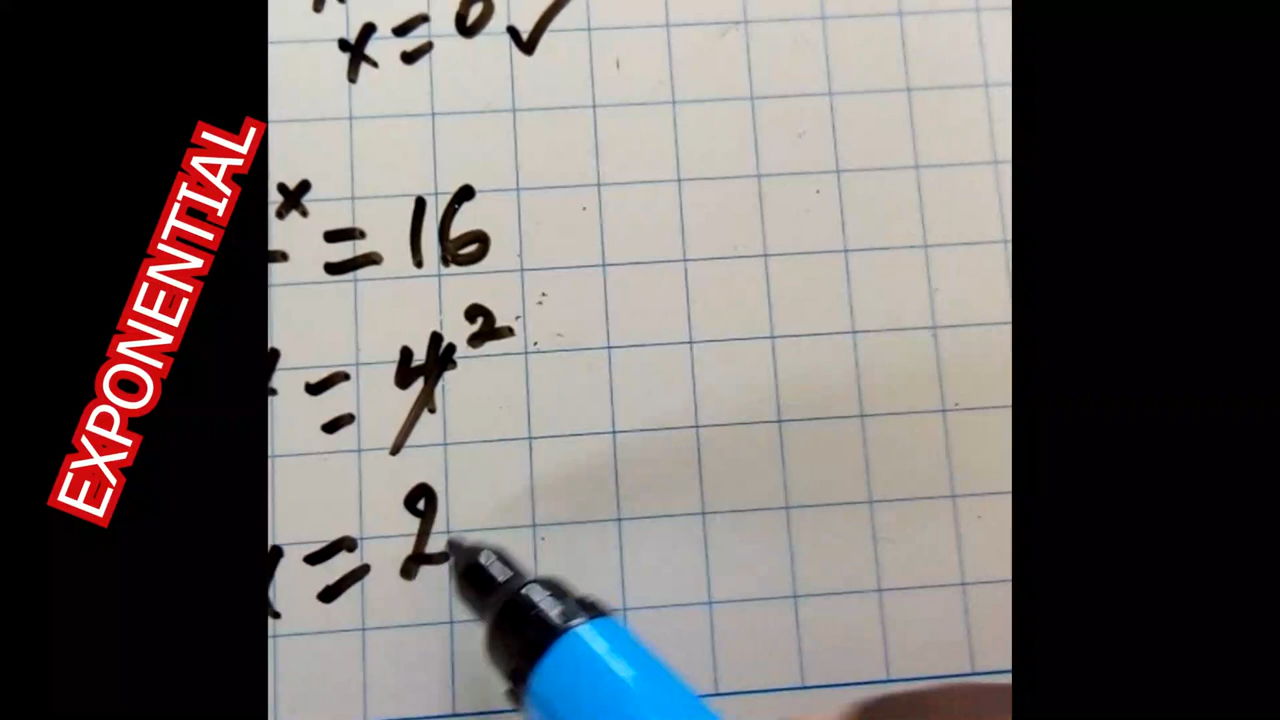 EXPONENTIAL
x = 0 ✓
x = 16
= 4²
x = 2